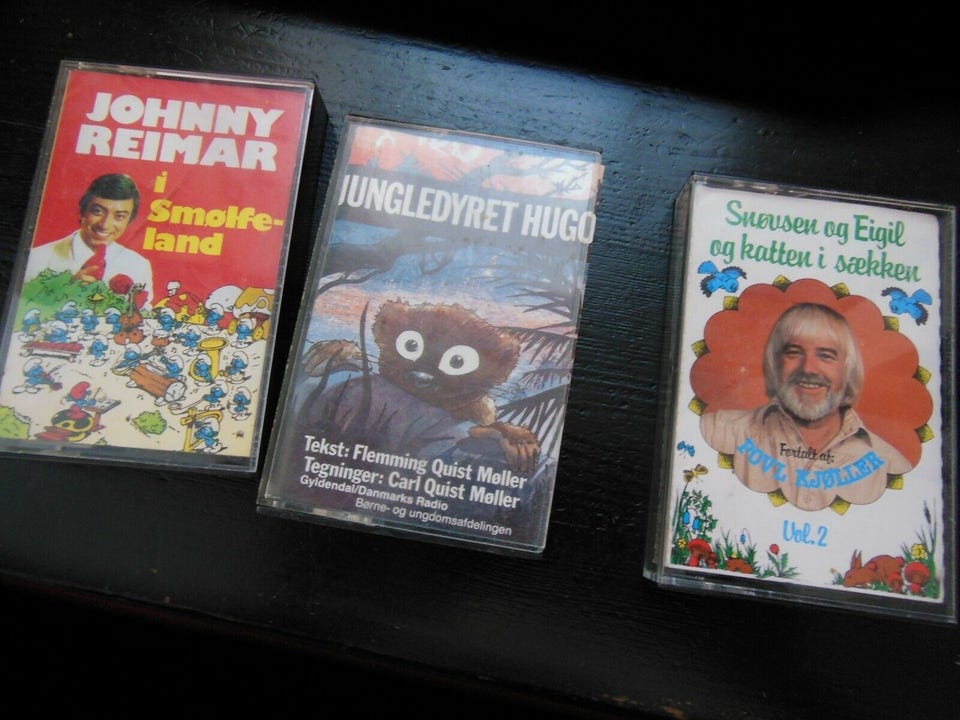 JOHNNY
REIMAR
i
Smølfe-
land
JUNGLEDYRET HUGO
Tekst: Flemming Quist Møller
Tegninger: Carl Quist Møller
Gyldendal/Danmarks Radio
Børne- og ungdomsafdelingen
Snøvsen og Eigil
og katten i sækken
Fortalt af:
POVL KJØLLER
Vol. 2